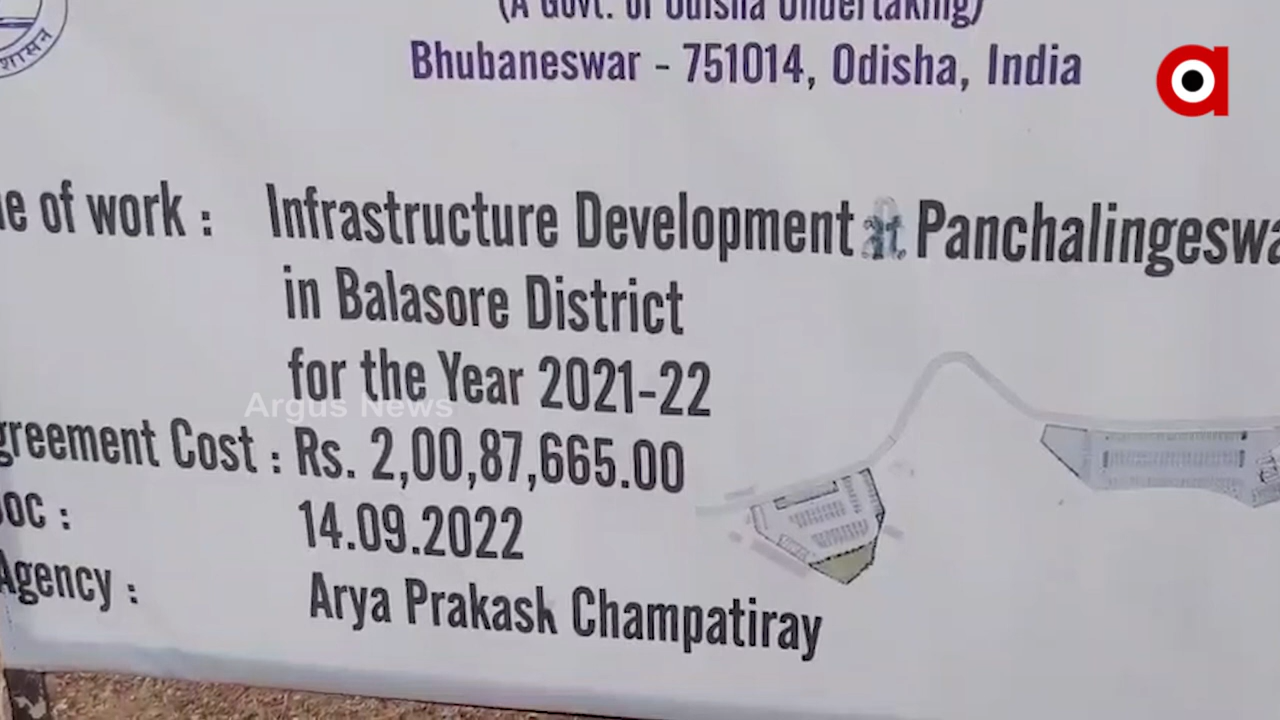 शासन
(A Govt. of Odisha Undertaking)
Bhubaneswar - 751014, Odisha, India
a
e of work : Infrastructure Development at Panchalingeswa
in Balasore District
for the Year 2021-22
Argus News
greement Cost : Rs. 2,00,87,665.00
OC : 14.09.2022
Agency : Arya Prakash Champatiray